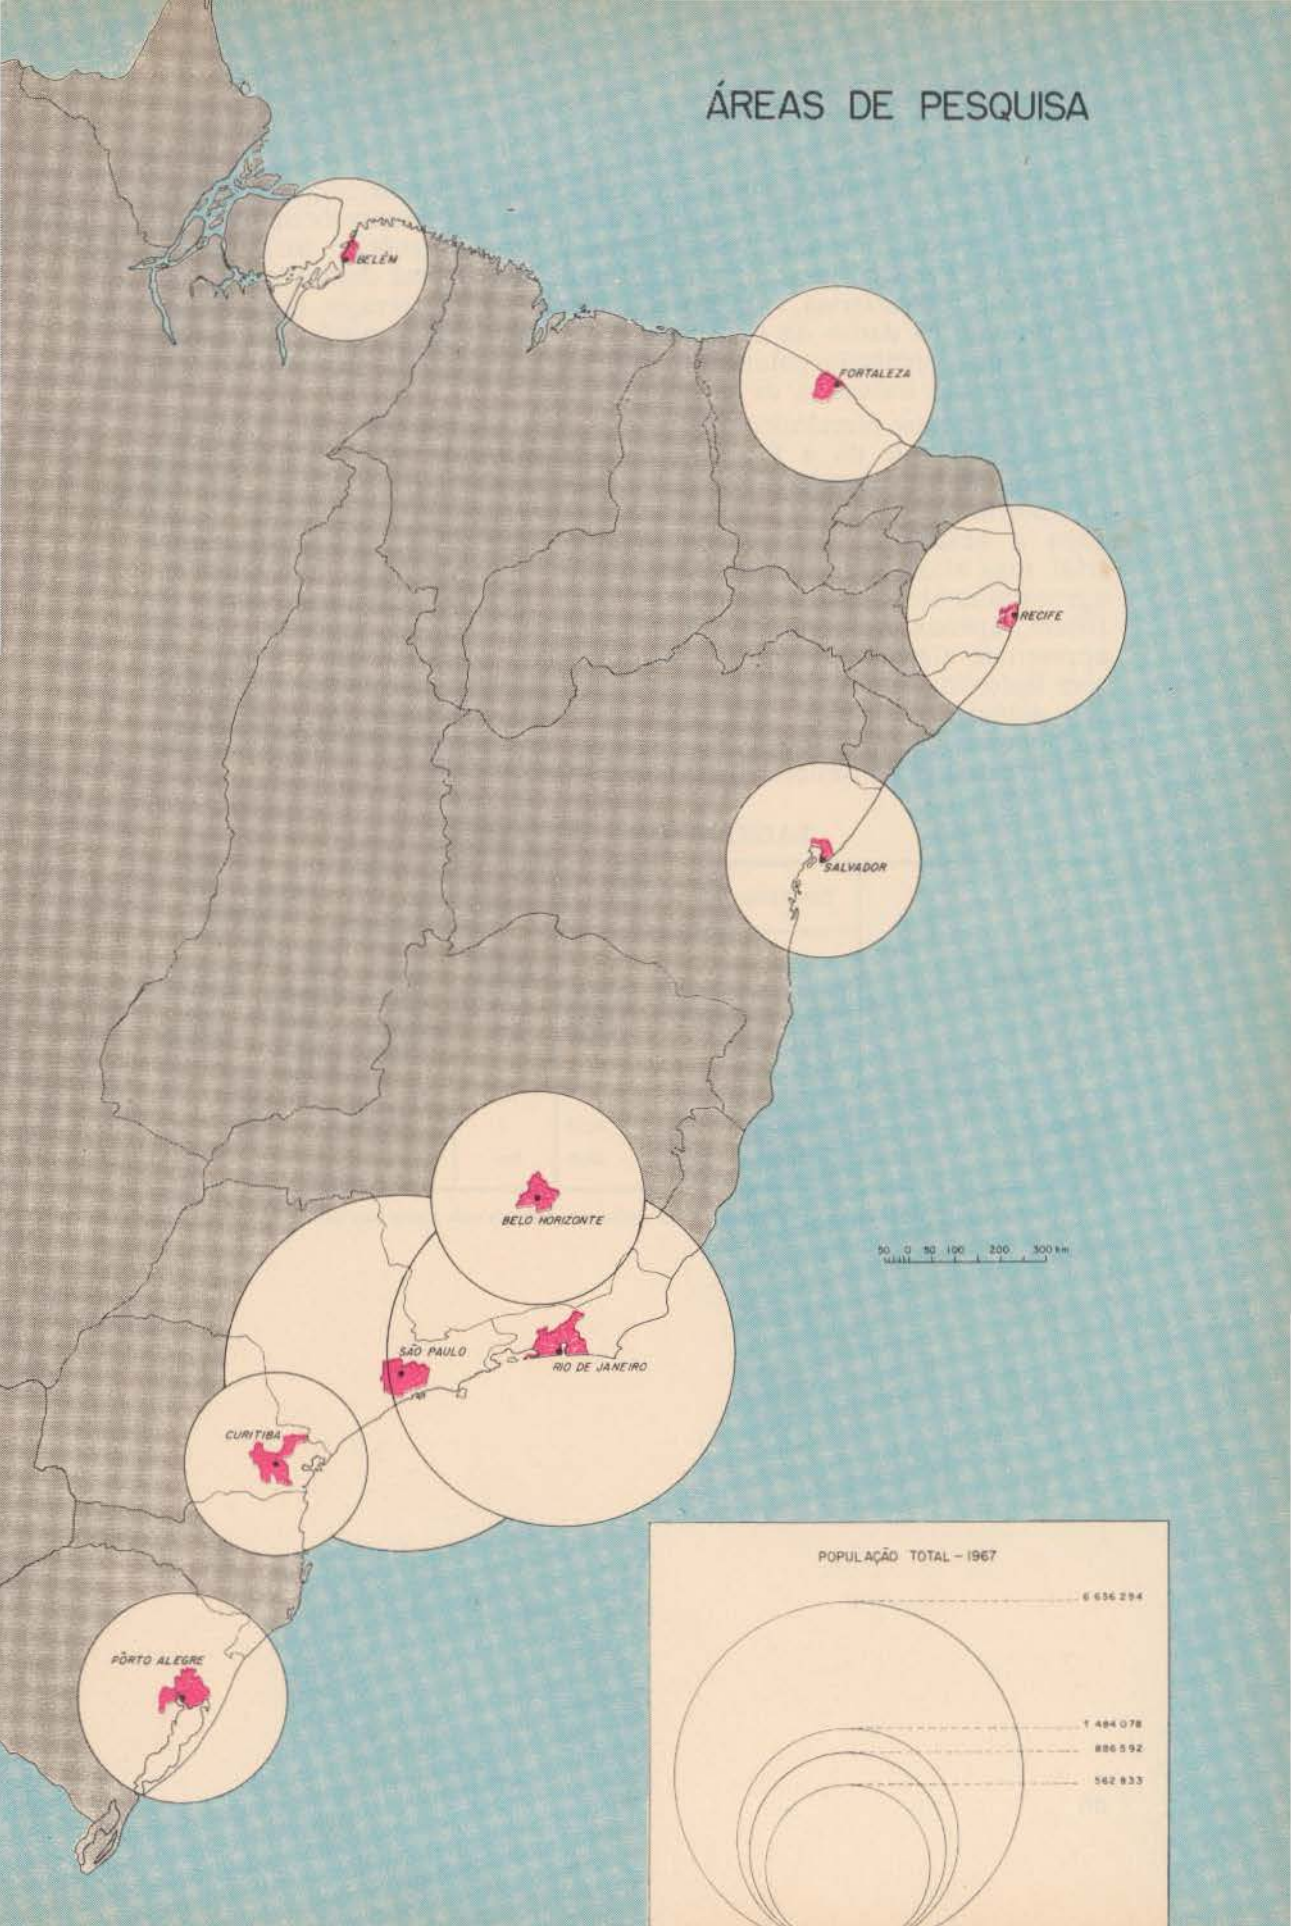 ÁREAS DE PESQUISA
BELÉM
FORTALEZA
RECIFE
SALVADOR
BELO HORIZONTE
50 0 50 100 200 300 km
SÃO PAULO
RIO DE JANEIRO
CURITIBA
PÔRTO ALEGRE
POPULAÇÃO TOTAL - 1967
6 636 294
1 484 078
886 592
562 833